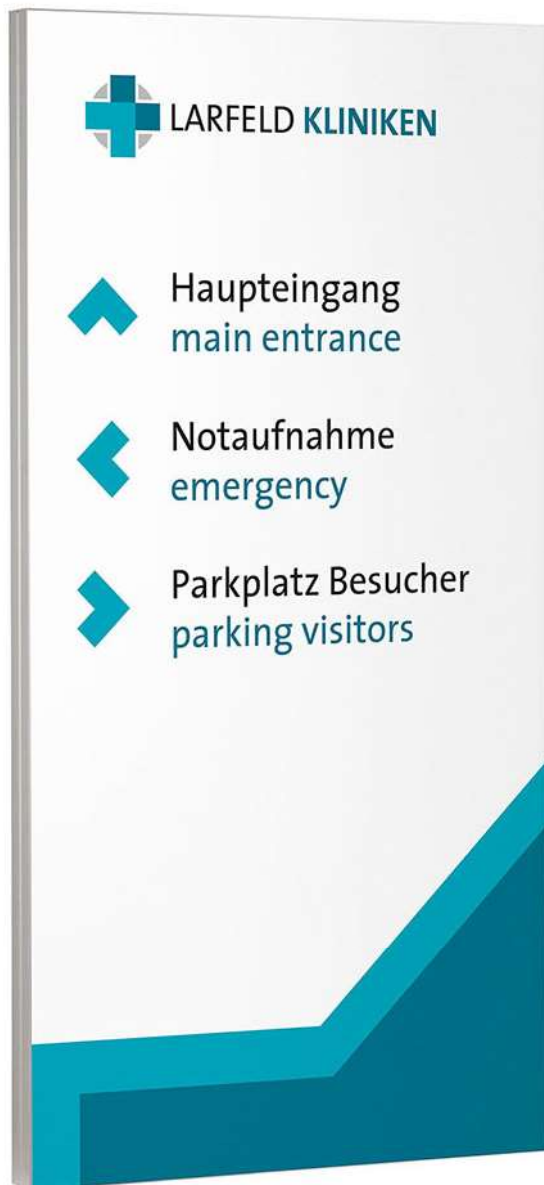 LARFELD KLINIKEN
Haupteingang
main entrance
Notaufnahme
emergency
Parkplatz Besucher
parking visitors